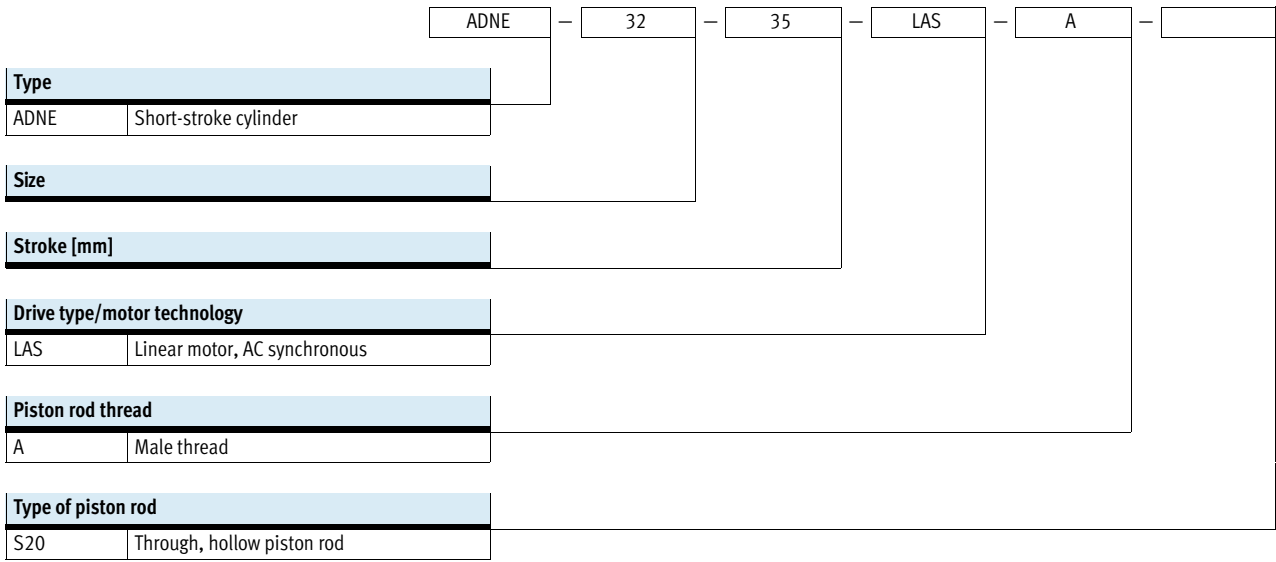 ADNE – 32 – 35 – LAS – A –
Type
ADNE Short-stroke cylinder
Size
Stroke [mm]
Drive type/motor technology
LAS Linear motor, AC synchronous
Piston rod thread
A Male thread
Type of piston rod
S20 Through, hollow piston rod